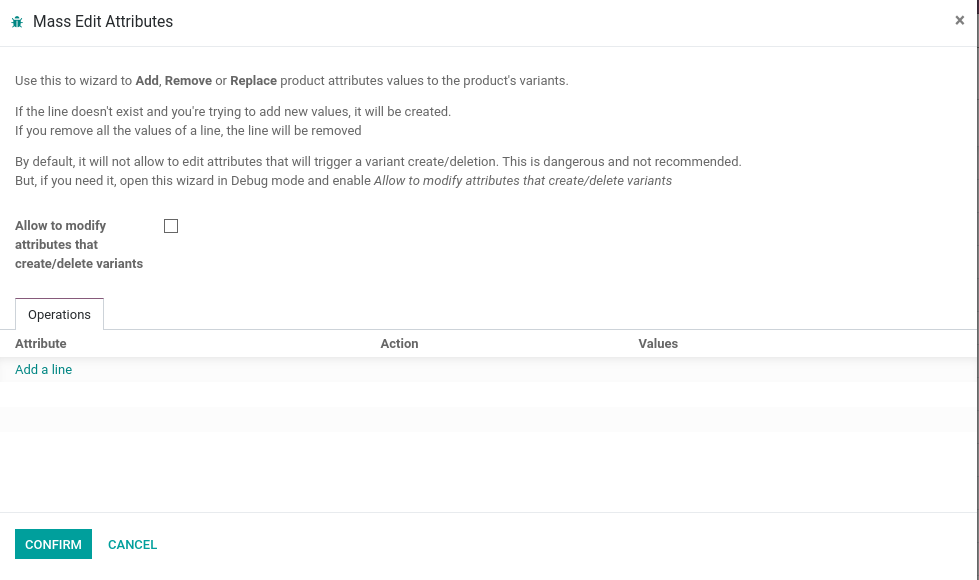 Mass Edit Attributes
×
Use this to wizard to Add, Remove or Replace product attributes values to the product's variants.
If the line doesn't exist and you're trying to add new values, it will be created.
If you remove all the values of a line, the line will be removed
By default, it will not allow to edit attributes that will trigger a variant create/deletion. This is dangerous and not recommended.
But, if you need it, open this wizard in Debug mode and enable Allow to modify attributes that create/delete variants
Allow to modify
attributes that
create/delete variants
Operations
Attribute Action Values
Add a line
CONFIRM CANCEL